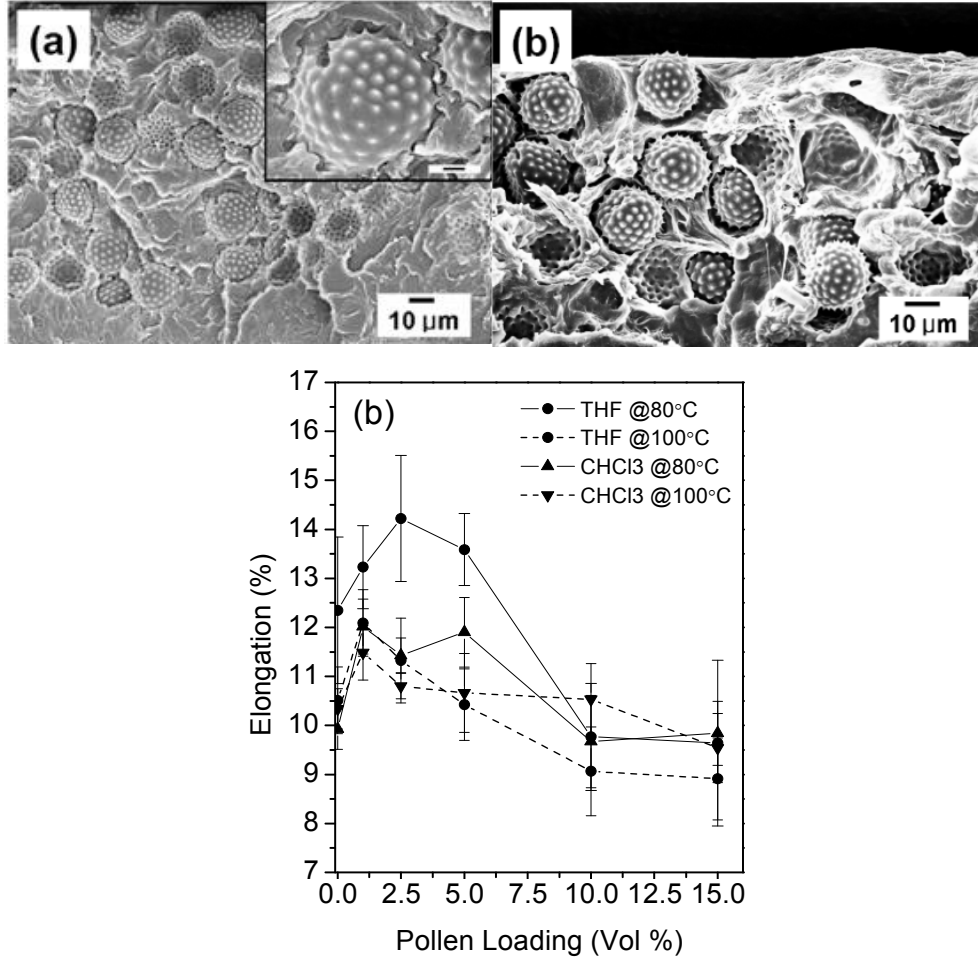 (a)
10 µm
(b)
10 µm
(b)
THF @80°C
THF @100°C
CHCl3 @80°C
CHCl3 @100°C
17
16
15
14
13
12
11
10
9
8
7
Elongation (%)
0.0 2.5 5.0 7.5 10.0 12.5 15.0
Pollen Loading (Vol %)